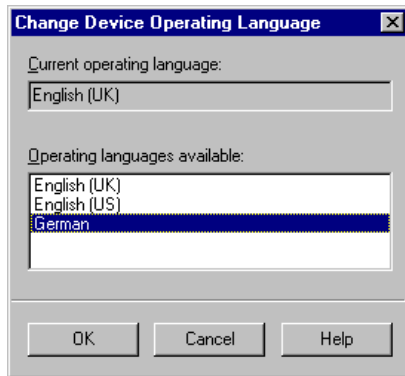 Change Device Operating Language
Current operating language:
English (UK)
Operating languages available:
English (UK)
English (US)
German
OK Cancel Help